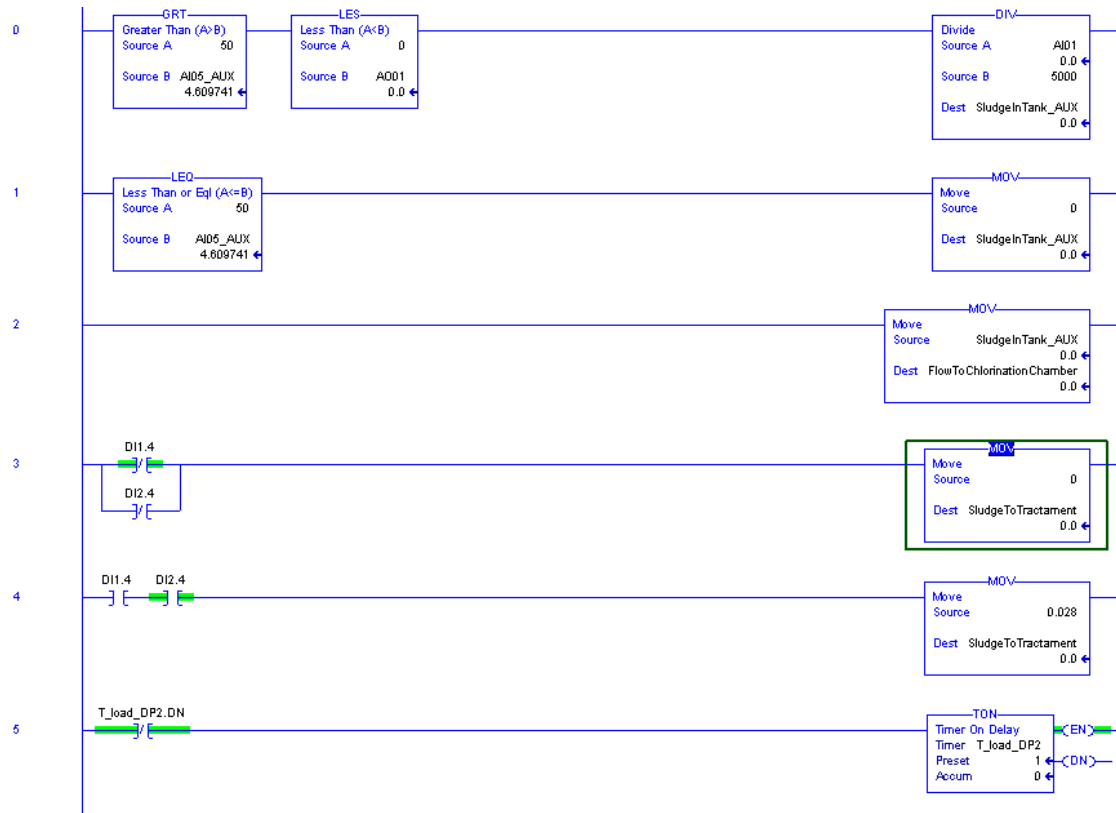 0
GRT
Greater Than (A>B)
Source A 50
Source B AI05_AUX
4.609741
LES
Less Than (A<B)
Source A 0
Source B AO01
0.0
DIV
Divide
Source A AI01
0.0
Source B 5000
Dest SludgeInTank_AUX
0.0
1
LEQ
Less Than or Eql (A<=B)
Source A 50
Source B AI05_AUX
4.609741
MOV
Move
Source 0
Dest SludgeInTank_AUX
0.0
2
MOV
Move
Source SludgeInTank_AUX
0.0
Dest FlowToChlorinationChamber
0.0
3
DI1.4
DI2.4
MOV
Move
Source 0
Dest SludgeToTractament
0.0
4
DI1.4 DI2.4
MOV
Move
Source 0.028
Dest SludgeToTractament
0.0
5
T_load_DP2.DN
TON
Timer On Delay
Timer T_load_DP2
Preset 1
Accum 0
EN
DN